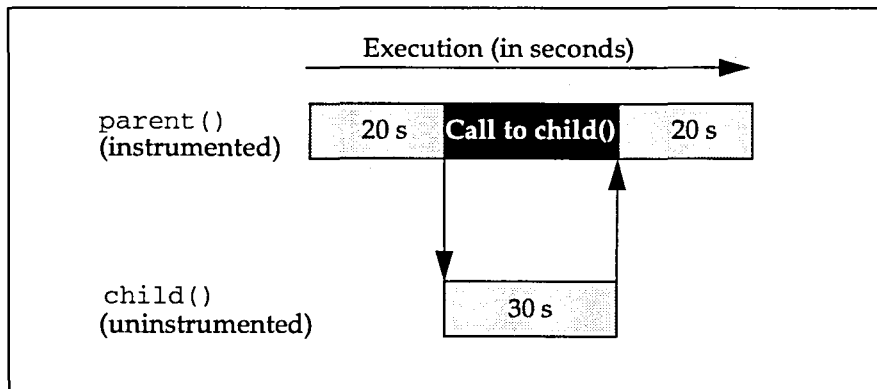 Execution (in seconds)
parent()
(instrumented)
20 s
Call to child()
20 s
child()
(uninstrumented)
30 s